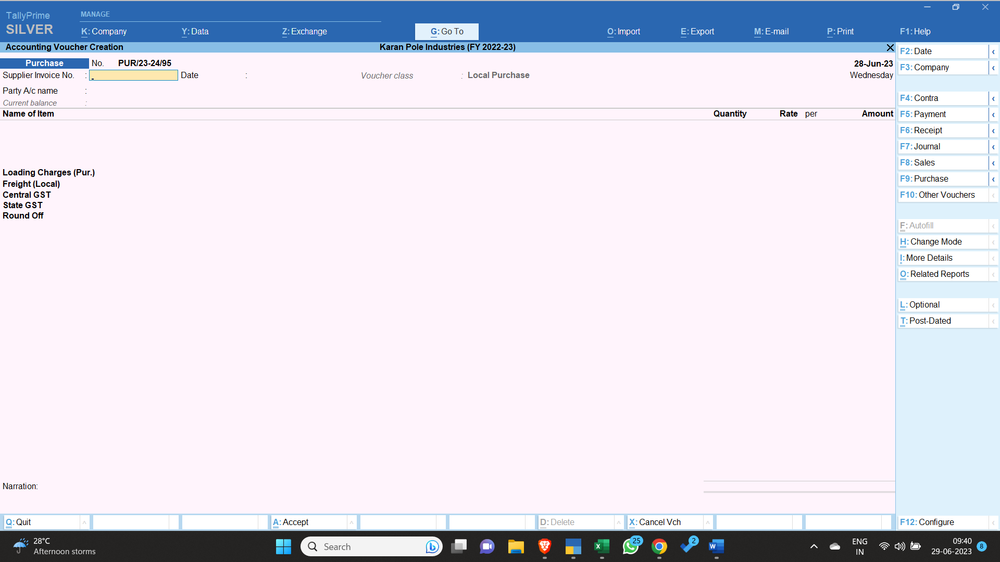 TallyPrime
SILVER
MANAGE
K: Company
Y: Data
Z: Exchange
G: Go To
O: Import
E: Export
M: E-mail
P: Print
F1: Help
Accounting Voucher Creation
Karan Pole Industries (FY 2022-23)
Purchase No. PUR/23-24/95
28-Jun-23
Supplier Invoice No. : Date : Voucher class : Local Purchase
Wednesday
Party A/c name :
Current balance :
Name of Item Quantity Rate per Amount
Loading Charges (Pur.)
Freight (Local)
Central GST
State GST
Round Off
Narration:
F2: Date
F3: Company
F4: Contra
F5: Payment
F6: Receipt
F7: Journal
F8: Sales
F9: Purchase
F10: Other Vouchers
F: Autofill
H: Change Mode
I: More Details
O: Related Reports
L: Optional
T: Post-Dated
F12: Configure
Q: Quit
A: Accept
D: Delete
X: Cancel Vch
28°C
Afternoon storms
Search
25
2
ENG
IN
09:40
29-06-2023
8